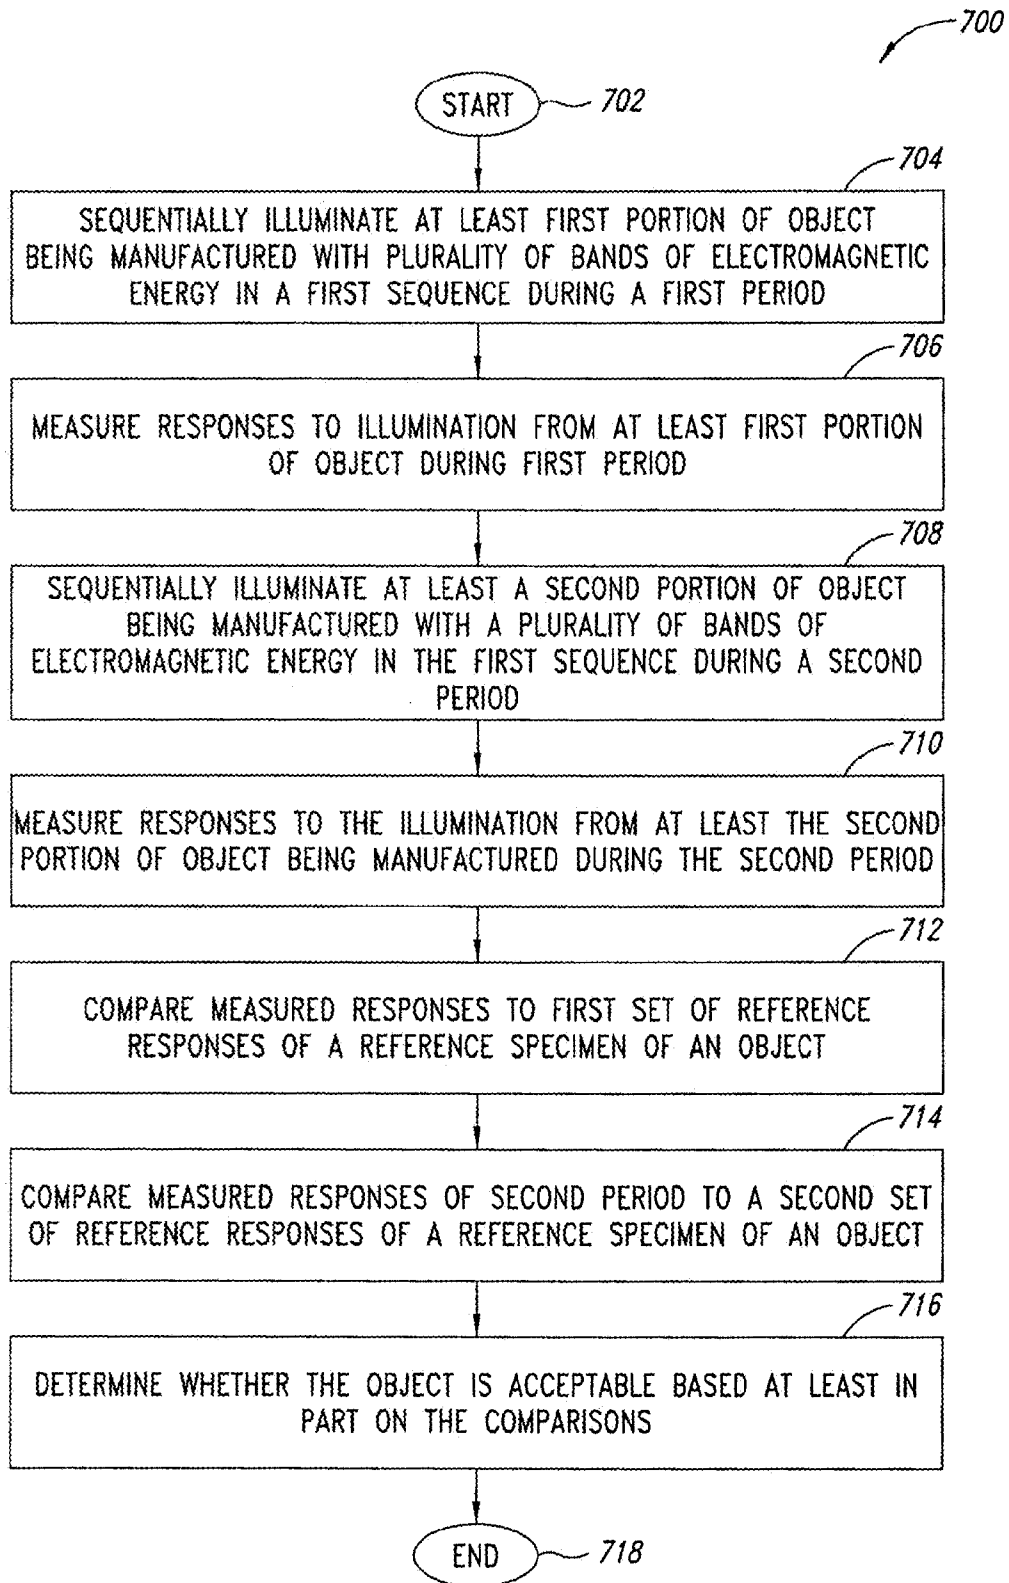 700
START 702
704
SEQUENTIALLY ILLUMINATE AT LEAST FIRST PORTION OF OBJECT
BEING MANUFACTURED WITH PLURALITY OF BANDS OF ELECTROMAGNETIC
ENERGY IN A FIRST SEQUENCE DURING A FIRST PERIOD
706
MEASURE RESPONSES TO ILLUMINATION FROM AT LEAST FIRST PORTION
OF OBJECT DURING FIRST PERIOD
708
SEQUENTIALLY ILLUMINATE AT LEAST A SECOND PORTION OF OBJECT
BEING MANUFACTURED WITH A PLURALITY OF BANDS OF
ELECTROMAGNETIC ENERGY IN THE FIRST SEQUENCE DURING A SECOND
PERIOD
710
MEASURE RESPONSES TO THE ILLUMINATION FROM AT LEAST THE SECOND
PORTION OF OBJECT BEING MANUFACTURED DURING THE SECOND PERIOD
712
COMPARE MEASURED RESPONSES TO FIRST SET OF REFERENCE
RESPONSES OF A REFERENCE SPECIMEN OF AN OBJECT
714
COMPARE MEASURED RESPONSES OF SECOND PERIOD TO A SECOND SET
OF REFERENCE RESPONSES OF A REFERENCE SPECIMEN OF AN OBJECT
716
DETERMINE WHETHER THE OBJECT IS ACCEPTABLE BASED AT LEAST IN
PART ON THE COMPARISONS
END 718